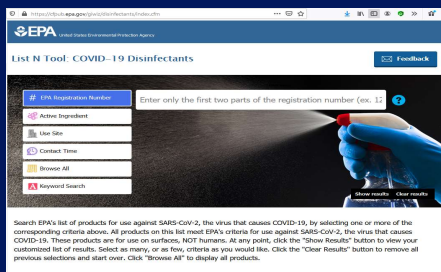 https://cfpub.epa.gov/giwiz/disinfectants/index.cfm
EPA United States Environmental Protection Agency
List N Tool: COVID-19 Disinfectants
Feedback
# EPA Registration Number
Enter only the first two parts of the registration number (ex. 12
?
Active Ingredient
Use Site
Contact Time
Browse All
A Keyword Search
Show results Clear results
Search EPA's list of products for use against SARS-CoV-2, the virus that causes COVID-19, by selecting one or more of the
corresponding criteria above. All products on this list meet EPA's criteria for use against SARS-CoV-2, the virus that causes
COVID-19. These products are for use on surfaces, NOT humans. At any point, click the "Show Results" button to view your
customized list of results. Select as many, or as few, criteria as you would like. Click the "Clear Results" button to remove all
previous selections and start over. Click "Browse All" to display all products.